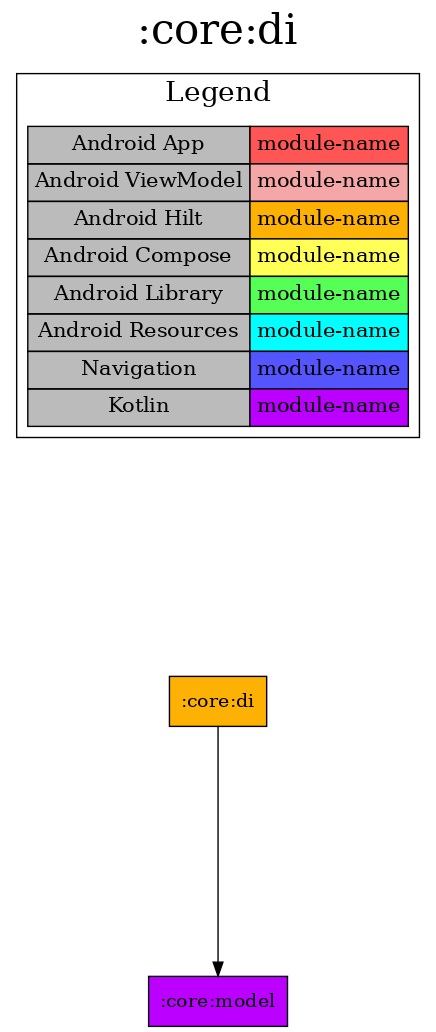 :core:di
Legend
Android App module-name
Android ViewModel module-name
Android Hilt module-name
Android Compose module-name
Android Library module-name
Android Resources module-name
Navigation module-name
Kotlin module-name
:core:di
:core:model